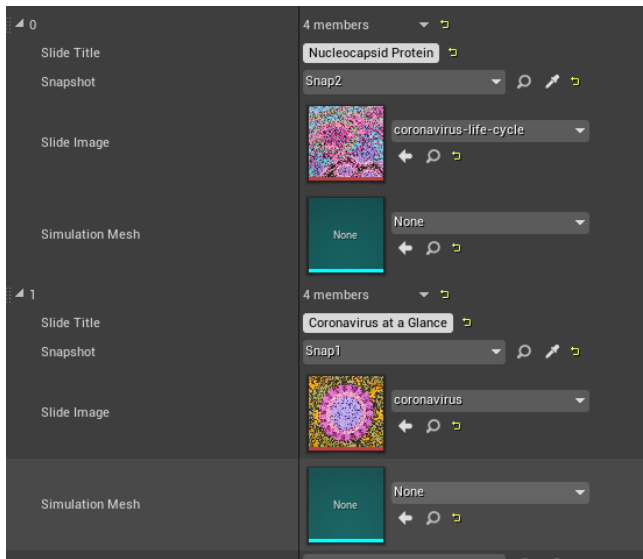 0 4 members
Slide Title Nucleocapsid Protein
Snapshot Snap2
Slide Image coronavirus-life-cycle
Simulation Mesh None None
1 4 members
Slide Title Coronavirus at a Glance
Snapshot Snap1
Slide Image coronavirus
Simulation Mesh None None